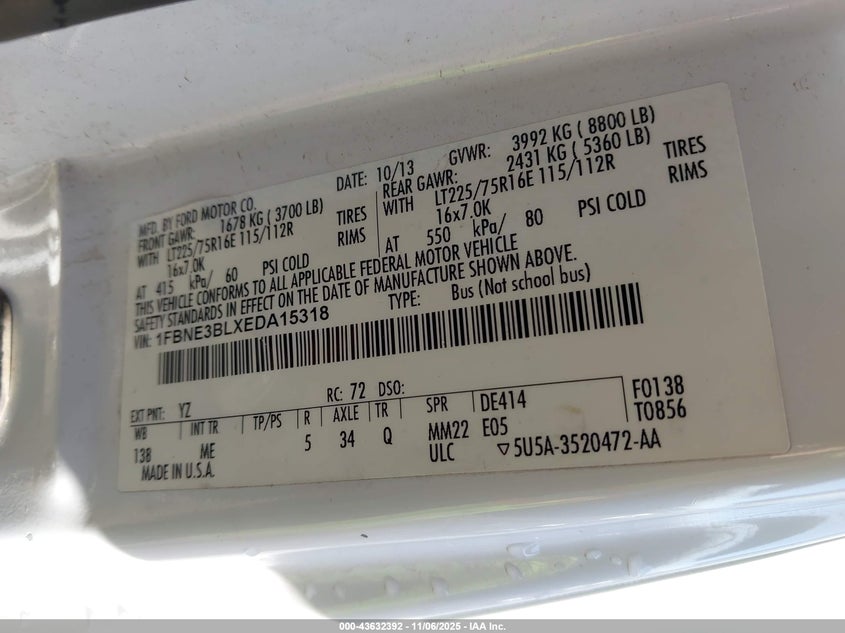 MFD. BY FORD MOTOR CO. DATE: 10/13 GVWR: 3992 KG ( 8800 LB)
FRONT GAWR: 1678 KG ( 3700 LB) REAR GAWR: 2431 KG ( 5360 LB)
WITH LT225/75R16E 115/112R TIRES WITH LT225/75R16E 115/112R TIRES
16x7.0K RIMS 16x7.0K RIMS
AT 415 kPa/ 60 PSI COLD AT 550 kPa/ 80 PSI COLD
THIS VEHICLE CONFORMS TO ALL APPLICABLE FEDERAL MOTOR VEHICLE
SAFETY STANDARDS IN EFFECT ON THE DATE OF MANUFACTURE SHOWN ABOVE.
VIN: 1FBNE3BLXEDA15318 TYPE: Bus (Not school bus)
EXT PNT: YZ RC: 72 DSO: F0138
WB INT TR TP/PS R AXLE TR SPR DE414 T0856
138 ME 5 34 Q MM22 E05
MADE IN U.S.A. ULC ▽5U5A-3520472-AA
000-43632392 - 11/06/2025 - IAA Inc.